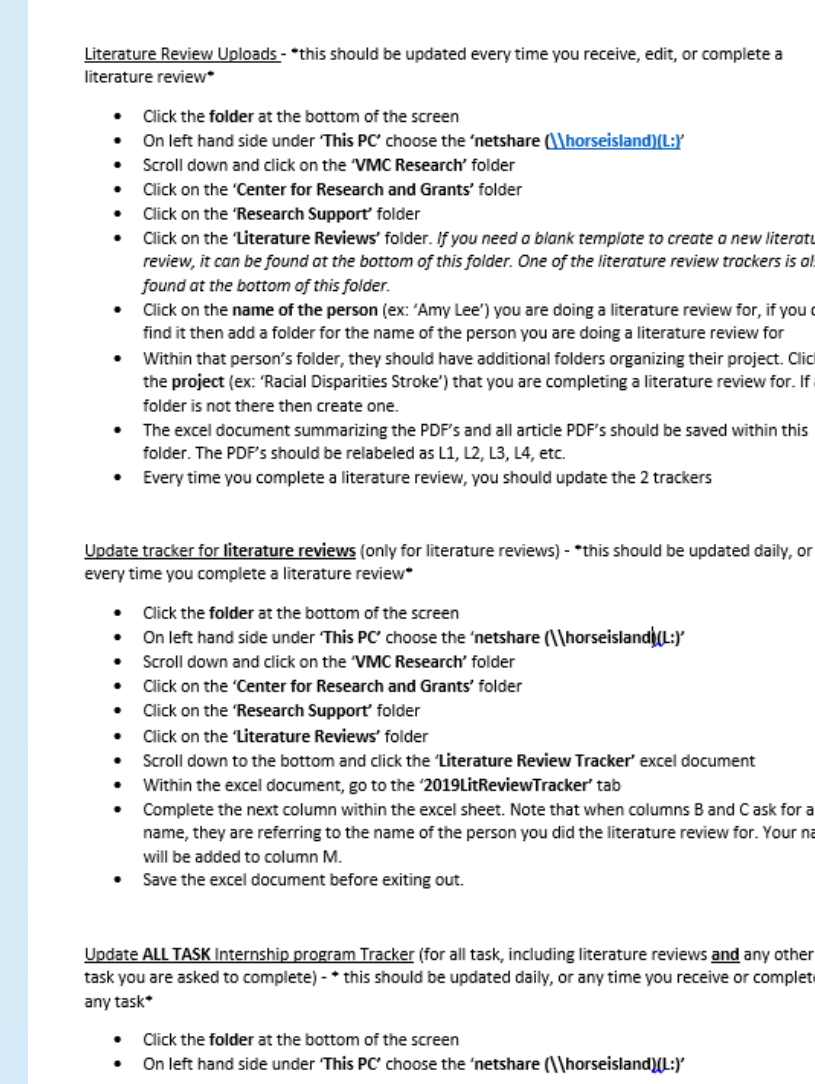 Literature Review Uploads - *this should be updated every time you receive, edit, or complete a
literature review*
• Click the folder at the bottom of the screen
• On left hand side under 'This PC' choose the 'netshare (\\horseisland)(L:)'
• Scroll down and click on the 'VMC Research' folder
• Click on the 'Center for Research and Grants' folder
• Click on the 'Research Support' folder
• Click on the 'Literature Reviews' folder. If you need a blank template to create a new literatu
review, it can be found at the bottom of this folder. One of the literature review trackers is al
found at the bottom of this folder.
• Click on the name of the person (ex: 'Amy Lee') you are doing a literature review for, if you
find it then add a folder for the name of the person you are doing a literature review for
• Within that person's folder, they should have additional folders organizing their project. Clic
the project (ex: 'Racial Disparities Stroke') that you are completing a literature review for. If
folder is not there then create one.
• The excel document summarizing the PDF's and all article PDF's should be saved within this
folder. The PDF's should be relabeled as L1, L2, L3, L4, etc.
• Every time you complete a literature review, you should update the 2 trackers
Update tracker for literature reviews (only for literature reviews) - *this should be updated daily, or
every time you complete a literature review*
• Click the folder at the bottom of the screen
• On left hand side under 'This PC' choose the 'netshare (\\horseisland)(L:)'
• Scroll down and click on the 'VMC Research' folder
• Click on the 'Center for Research and Grants' folder
• Click on the 'Research Support' folder
• Click on the 'Literature Reviews' folder
• Scroll down to the bottom and click the 'Literature Review Tracker' excel document
• Within the excel document, go to the '2019LitReviewTracker' tab
• Complete the next column within the excel sheet. Note that when columns B and C ask for a
name, they are referring to the name of the person you did the literature review for. Your na
will be added to column M.
• Save the excel document before exiting out.
Update ALL TASK Internship program Tracker (for all task, including literature reviews and any other
task you are asked to complete) - * this should be updated daily, or any time you receive or complet
any task*
• Click the folder at the bottom of the screen
• On left hand side under 'This PC' choose the 'netshare (\\horseisland)(L:)'